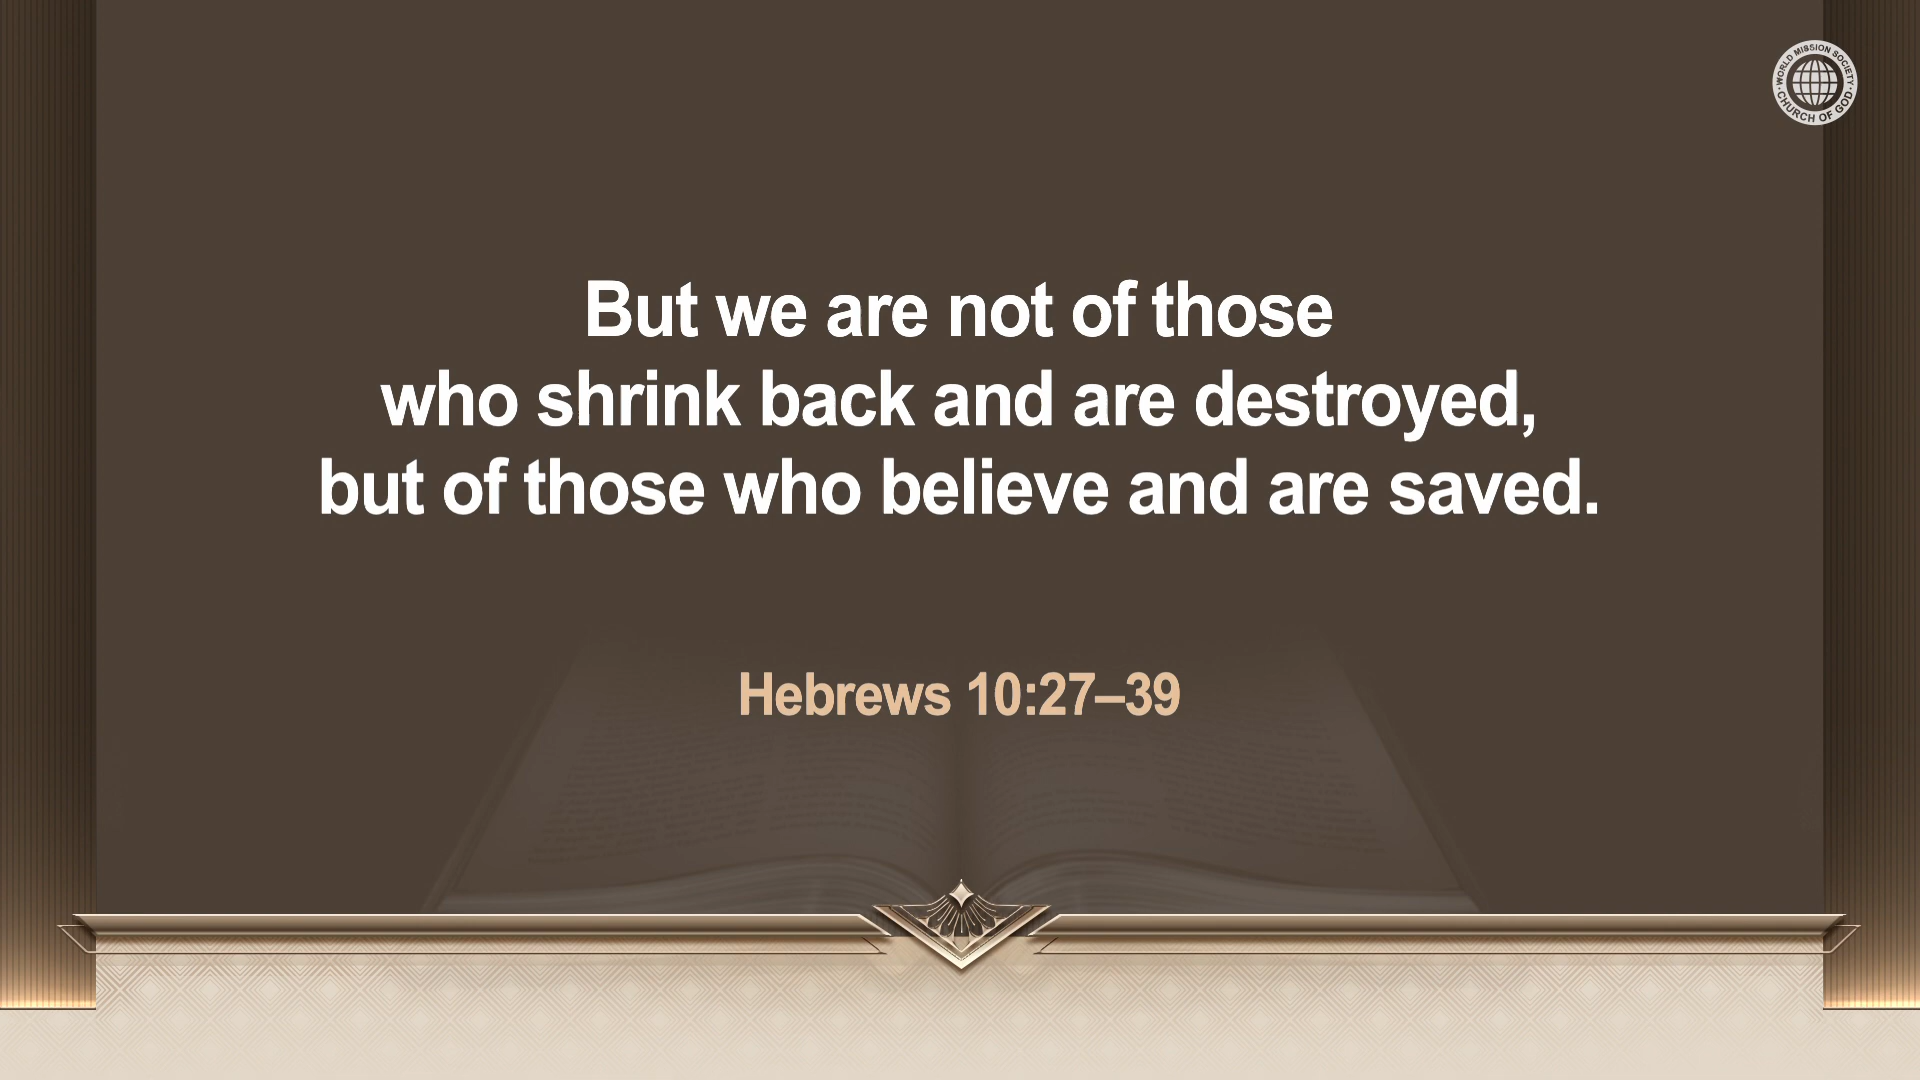 WORLD MISSION SOCIETY
CHURCH OF GOD
But we are not of those
who shrink back and are destroyed,
but of those who believe and are saved.
Hebrews 10:27–39